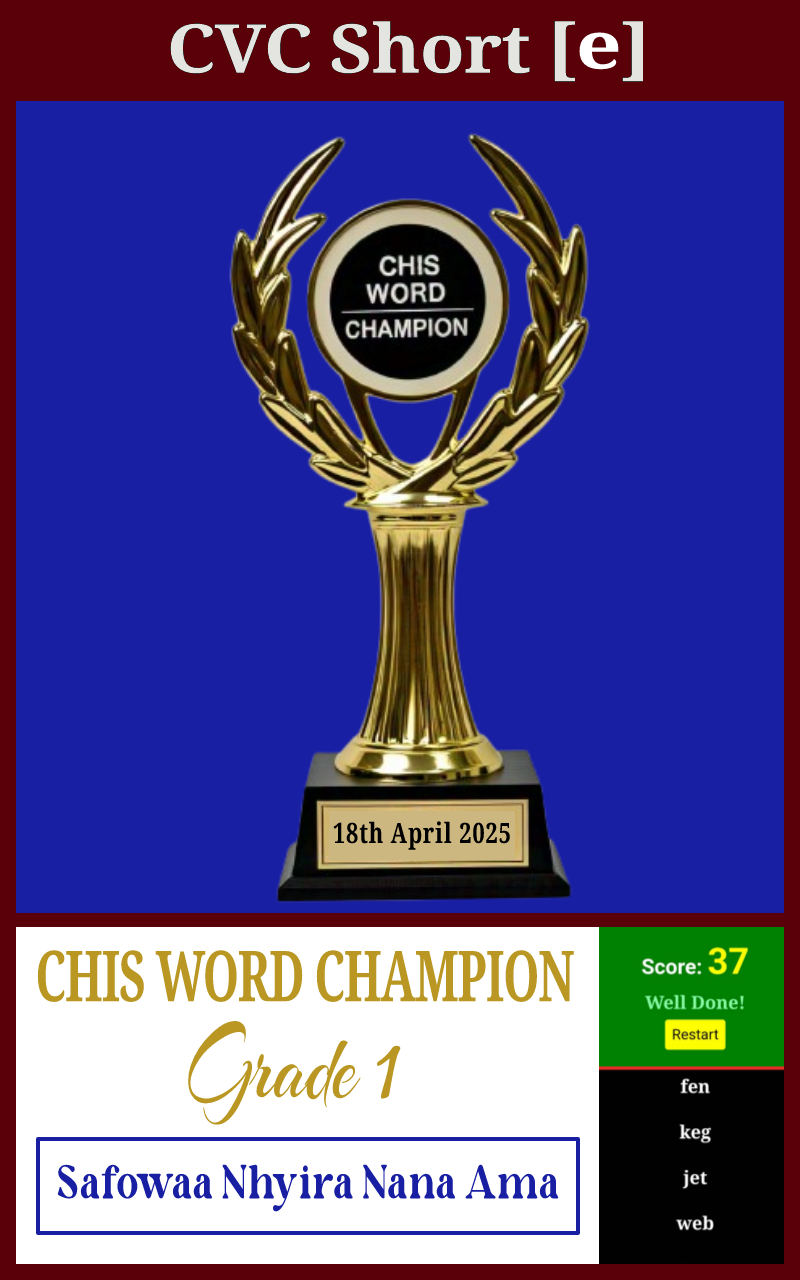 CVC Short [e]
CHIS
WORD
CHAMPION
18th April 2025
CHIS WORD CHAMPION
Grade 1
Safowaa Nhyira Nana Ama
Score: 37
Well Done!
Restart
fen
keg
jet
web